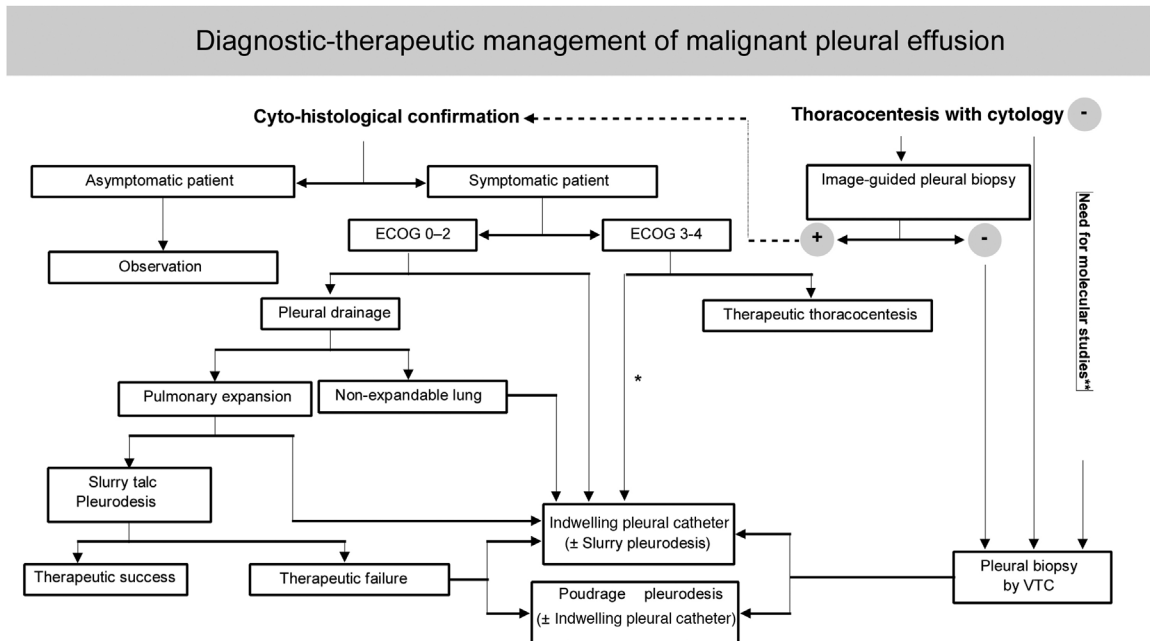 Diagnostic-therapeutic management of malignant pleural effusion
Cyto-histological confirmation
Thoracocentesis with cytology -
Asymptomatic patient
Symptomatic patient
Image-guided pleural biopsy
Need for molecular studies**
ECOG 0–2
ECOG 3-4
+
-
Observation
Pleural drainage
Therapeutic thoracocentesis
*
Pulmonary expansion
Non-expandable lung
Slurry talc
Pleurodesis
Indwelling pleural catheter
(± Slurry pleurodesis)
Therapeutic success
Therapeutic failure
Pleural biopsy
by VTC
Poudrage pleurodesis
(± Indwelling pleural catheter)